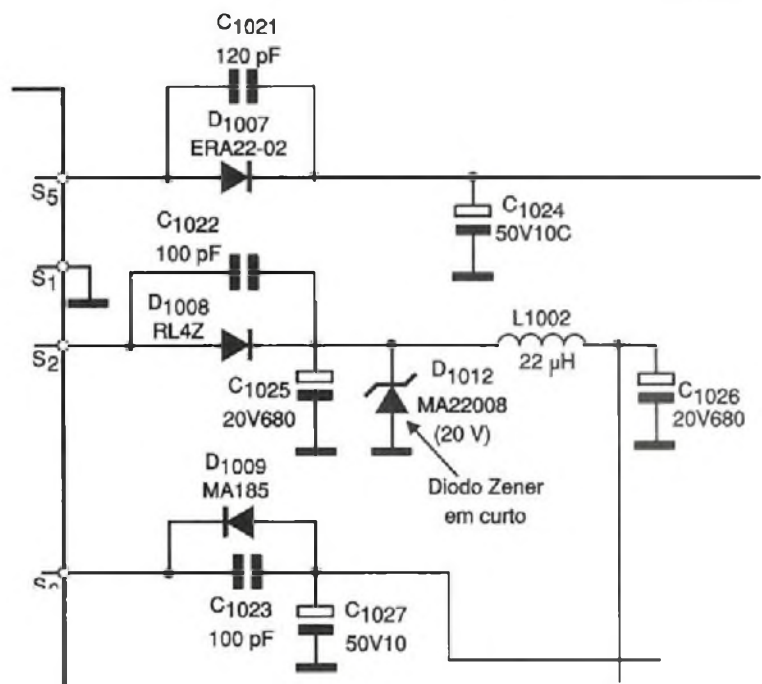 C1021
120 pF
D1007
ERA22-02
S5
C1024
50V10C
C1022
100 pF
S1
D1008
RL4Z
S2
L1002
22 µH
C1025
20V680
D1012
MA22008
(20 V)
C1026
20V680
D1009
MA185
Diodo Zener
em curto
C1023
100 pF
C1027
50V10